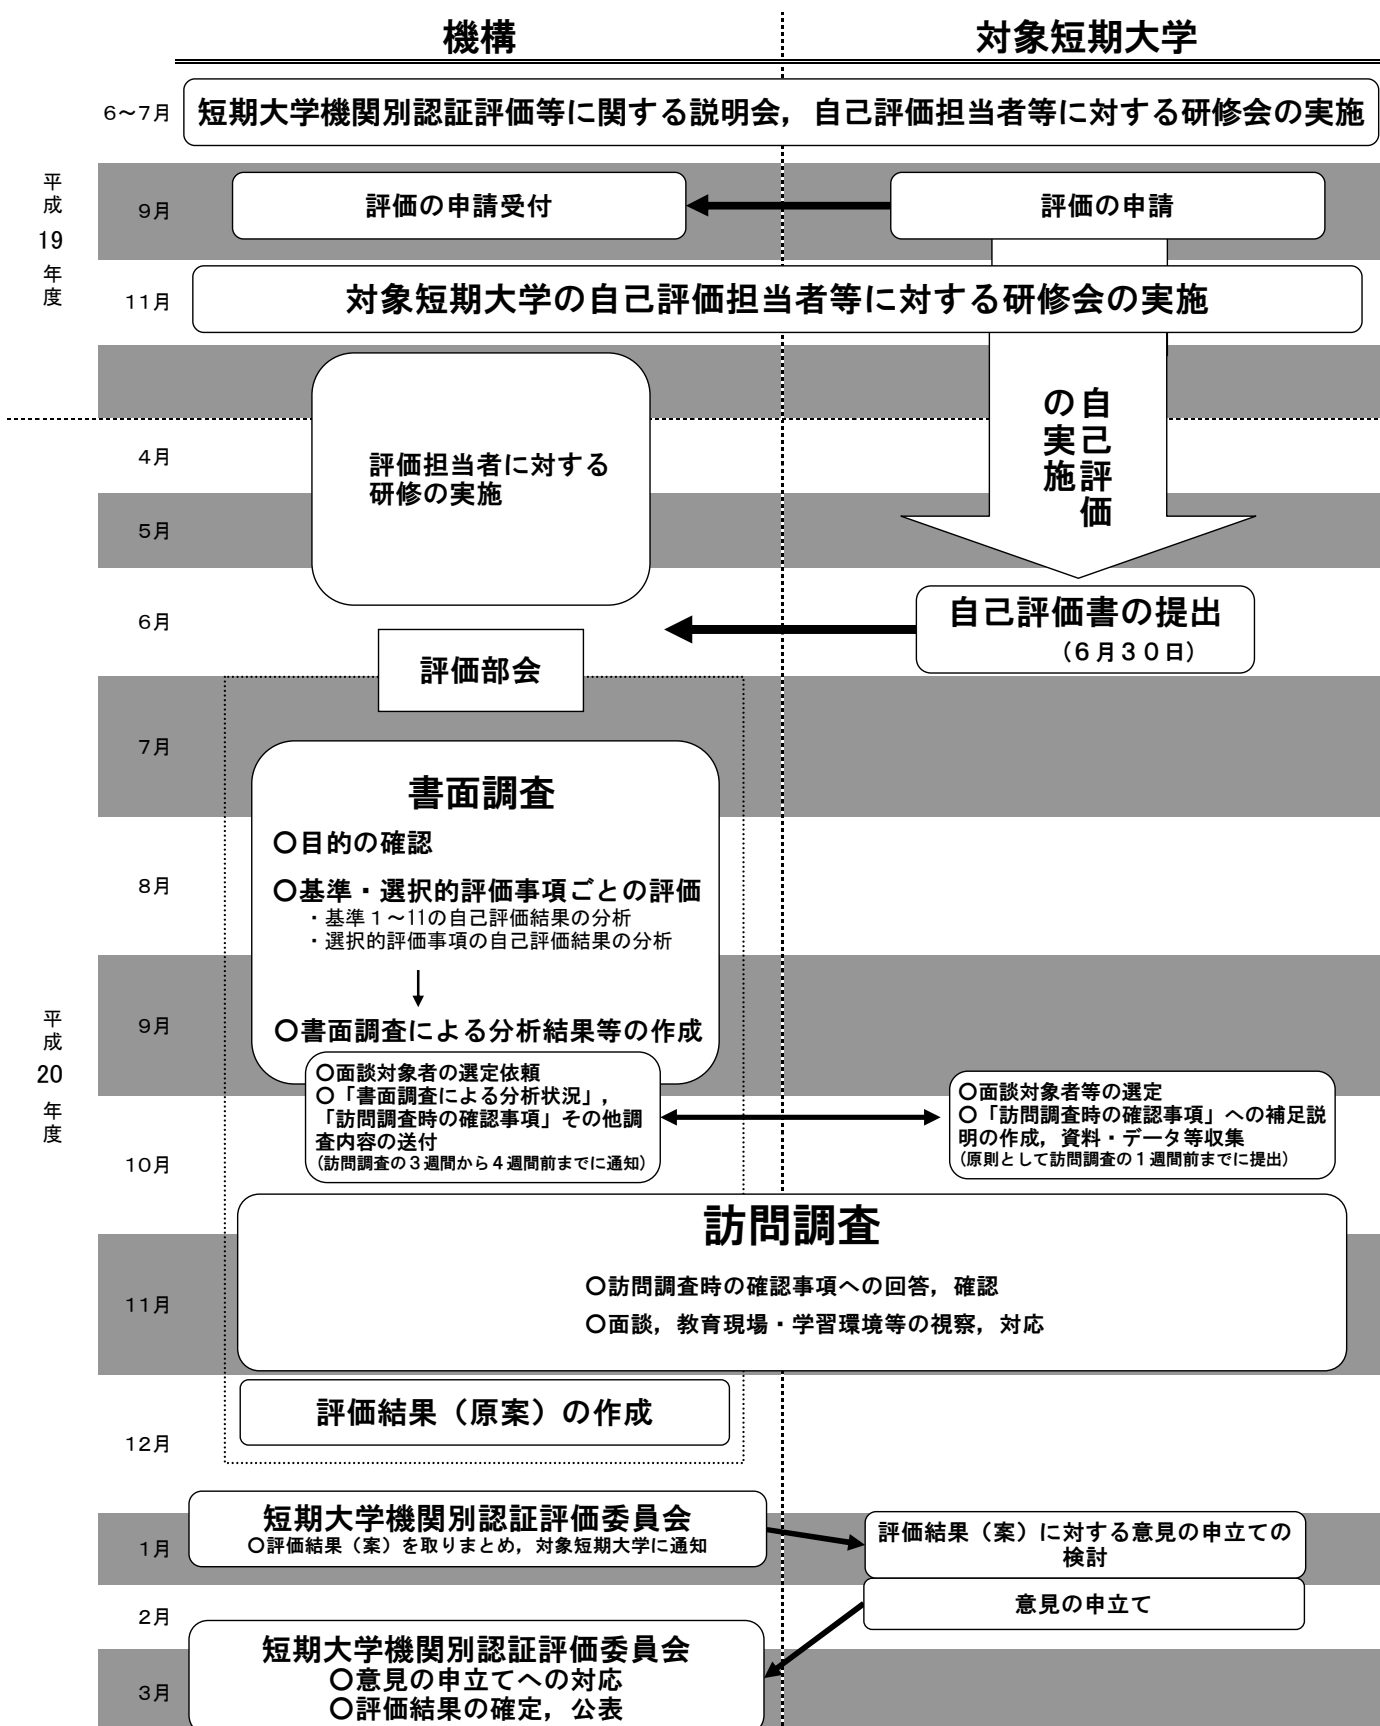 機構
対象短期大学
6～7月
短期大学機関別認証評価等に関する説明会，自己評価担当者等に対する研修会の実施
平成19年度
9月
評価の申請受付
評価の申請
11月
対象短期大学の自己評価担当者等に対する研修会の実施
自己評価
の実施
4月
評価担当者に対する
研修の実施
5月
6月
自己評価書の提出
（６月３０日）
評価部会
7月
書面調査
○目的の確認
8月
○基準・選択的評価事項ごとの評価
・基準１～11の自己評価結果の分析
・選択的評価事項の自己評価結果の分析
平成20年度
9月
○書面調査による分析結果等の作成
○面談対象者の選定依頼
○「書面調査による分析状況」，
「訪問調査時の確認事項」その他調
査内容の送付
(訪問調査の３週間から４週間前までに通知)
○面談対象者等の選定
○「訪問調査時の確認事項」への補足説
明の作成，資料・データ等収集
(原則として訪問調査の１週間前までに提出)
10月
訪問調査
○訪問調査時の確認事項への回答，確認
11月
○面談，教育現場・学習環境等の視察，対応
評価結果（原案）の作成
12月
短期大学機関別認証評価委員会
○評価結果（案）を取りまとめ，対象短期大学に通知
1月
評価結果（案）に対する意見の申立ての
検討
意見の申立て
2月
短期大学機関別認証評価委員会
○意見の申立てへの対応
3月
○評価結果の確定，公表